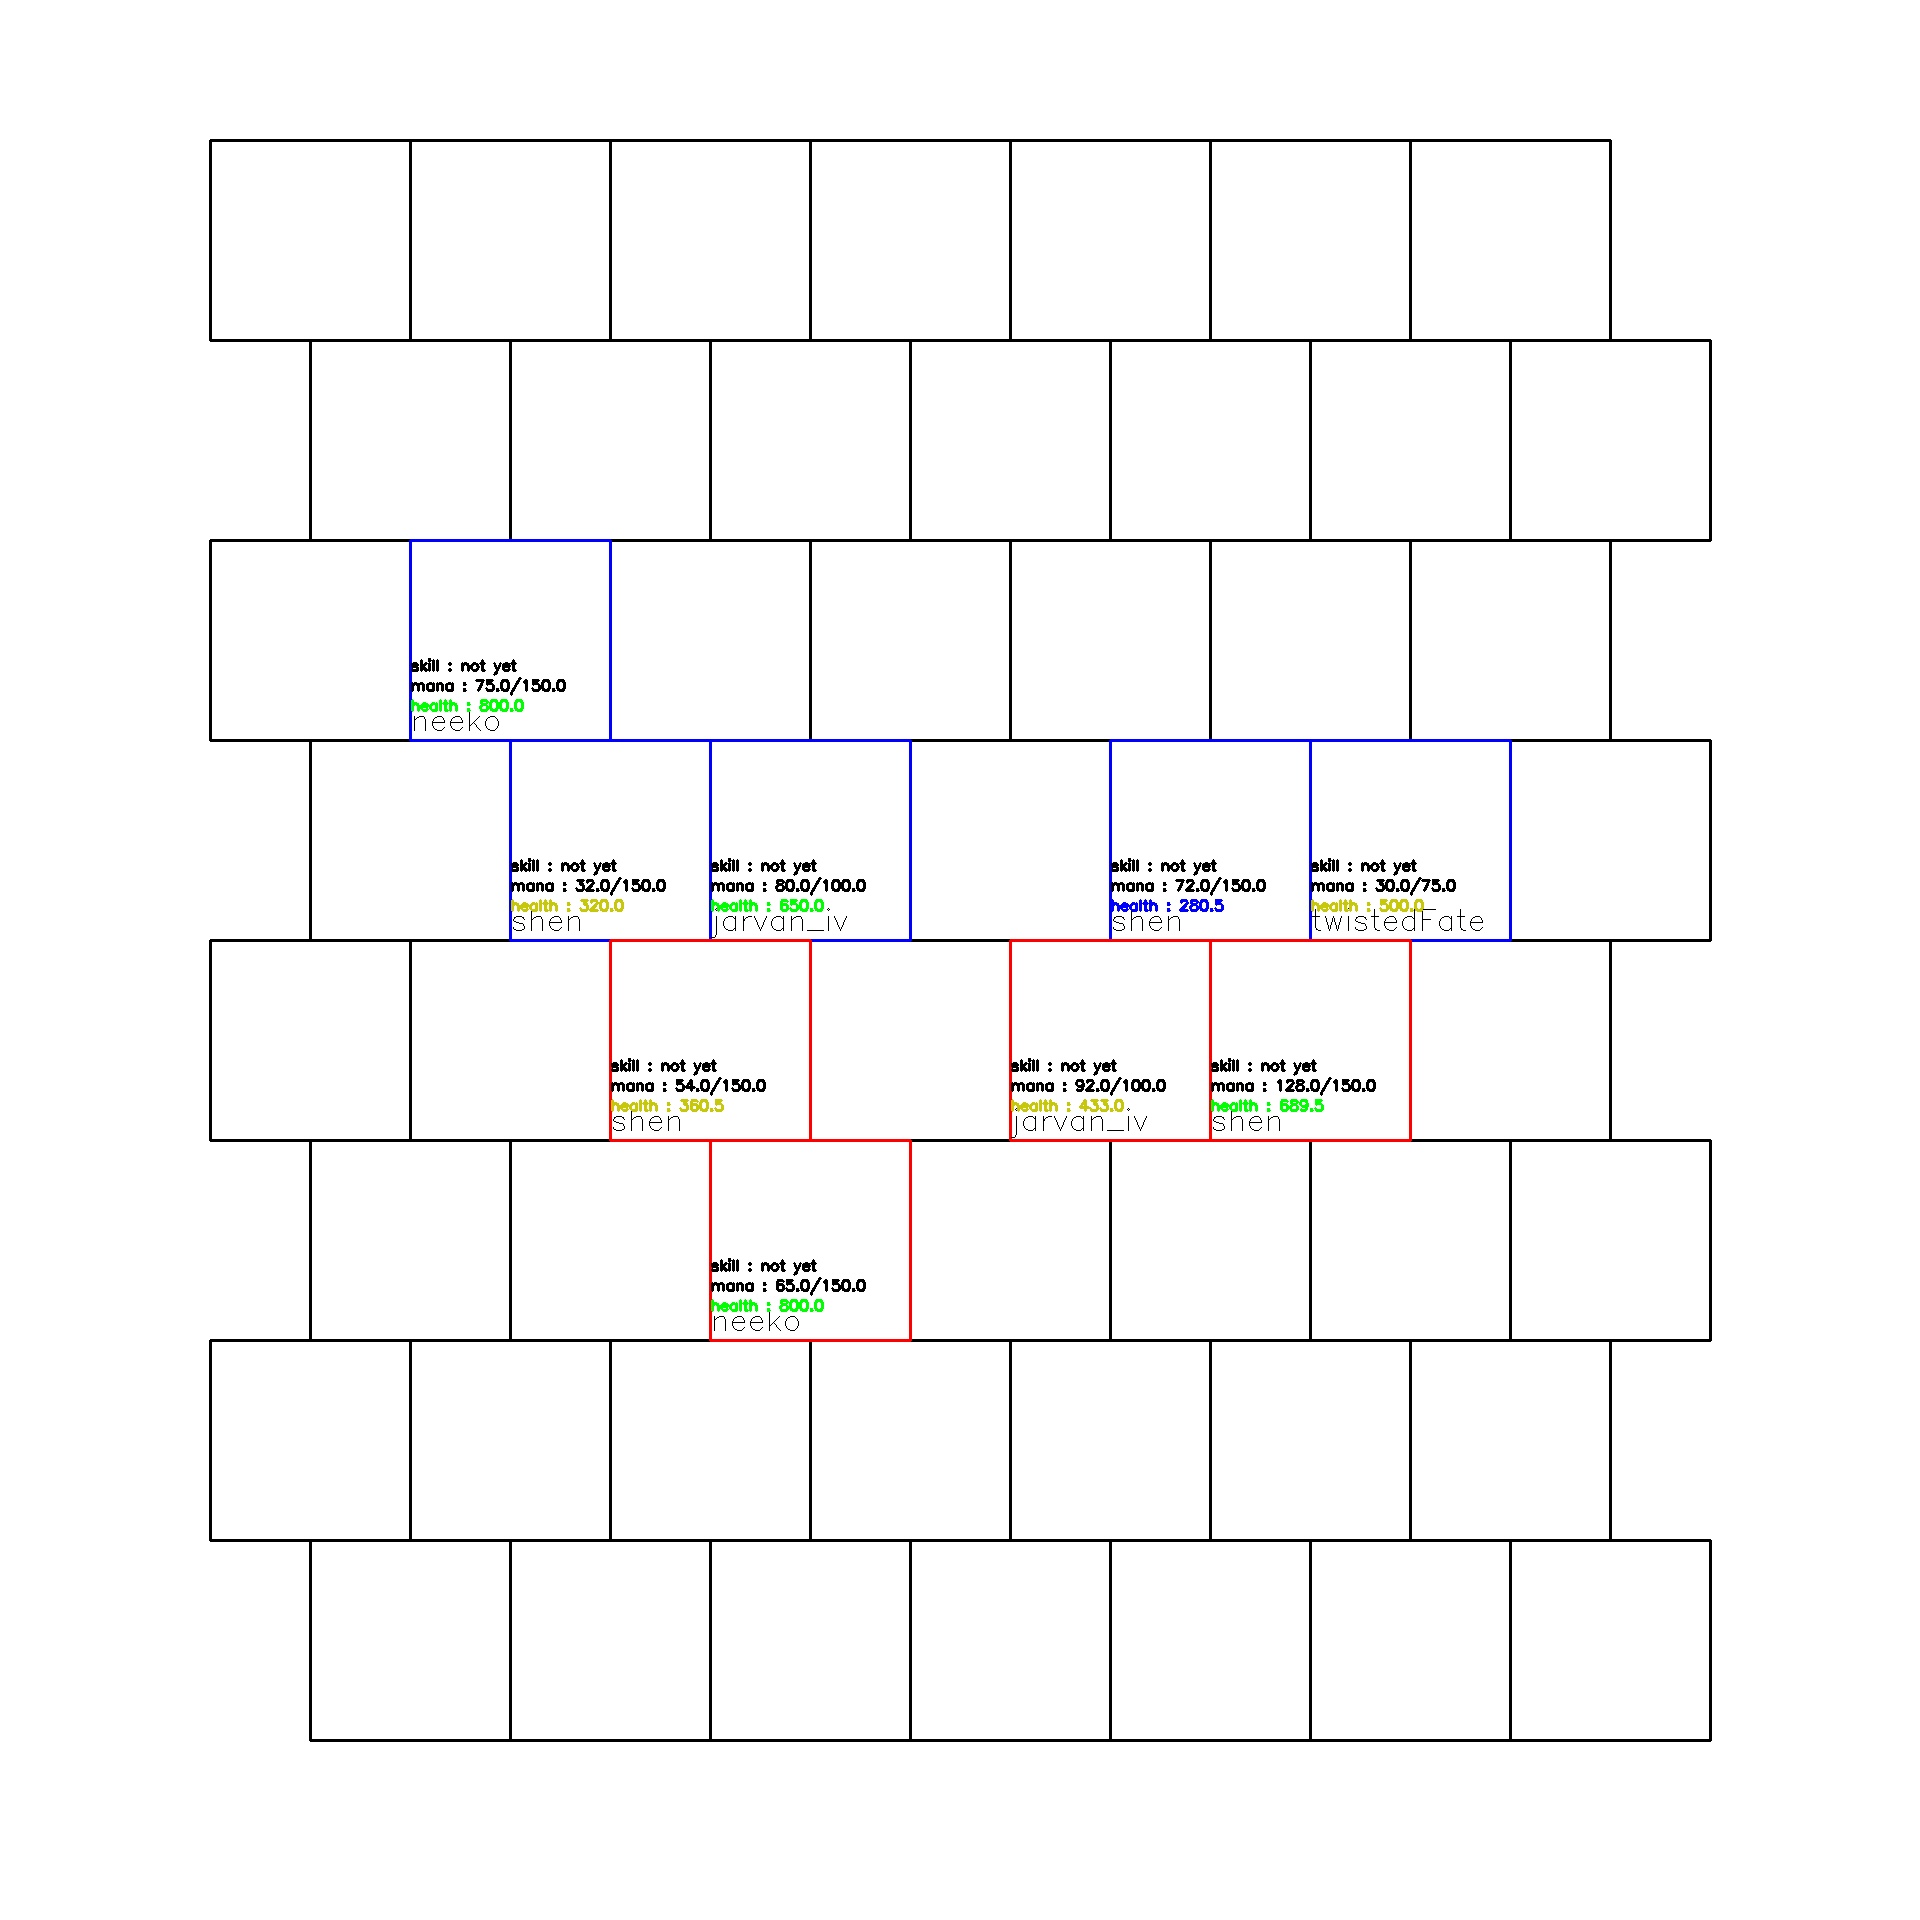 skill : not yet
mana : 75.0/150.0
health : 800.0
neeko
skill : not yet
mana : 32.0/150.0
health : 320.0
shen
skill : not yet
mana : 80.0/100.0
health : 650.0
jarvan_iv
skill : not yet
mana : 72.0/150.0
health : 280.5
shen
skill : not yet
mana : 30.0/75.0
health : 500.0
twistedFate
skill : not yet
mana : 54.0/150.0
health : 360.5
shen
skill : not yet
mana : 92.0/100.0
health : 433.0
jarvan_iv
skill : not yet
mana : 128.0/150.0
health : 689.5
shen
skill : not yet
mana : 65.0/150.0
health : 800.0
neeko